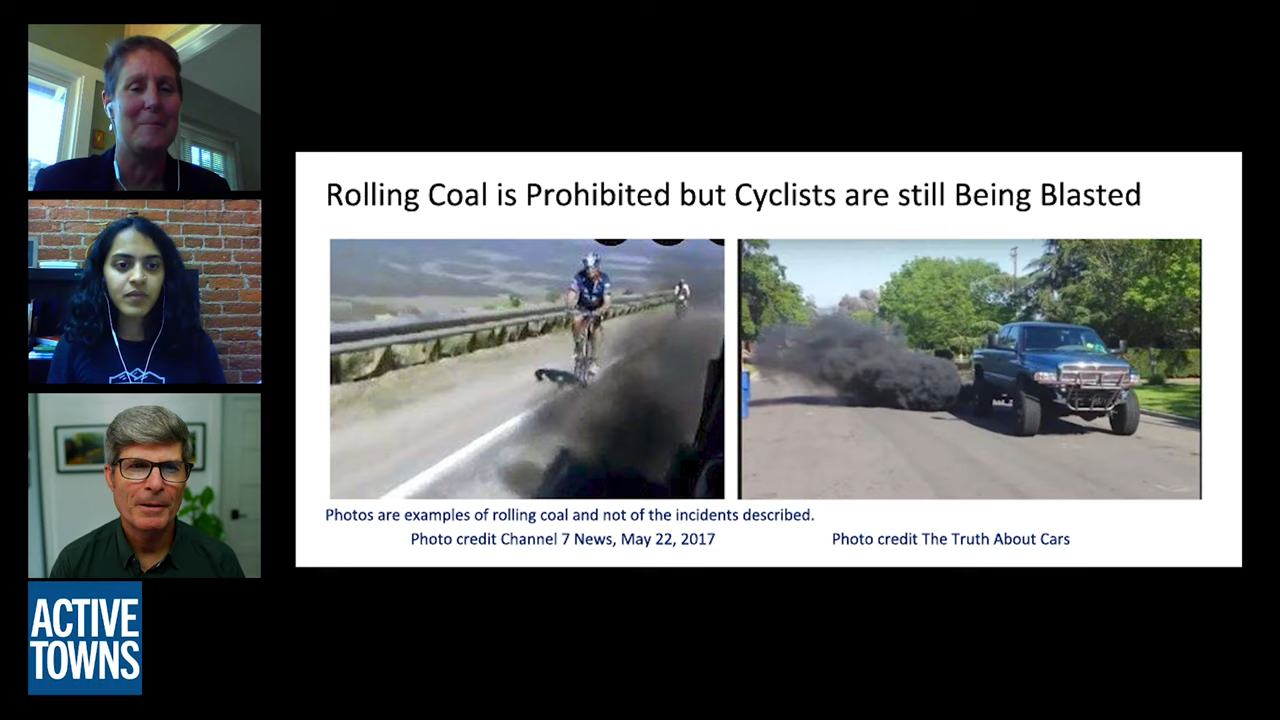 Rolling Coal is Prohibited but Cyclists are still Being Blasted
Photos are examples of rolling coal and not of the incidents described.
Photo credit Channel 7 News, May 22, 2017
Photo credit The Truth About Cars
ACTIVE
TOWNS